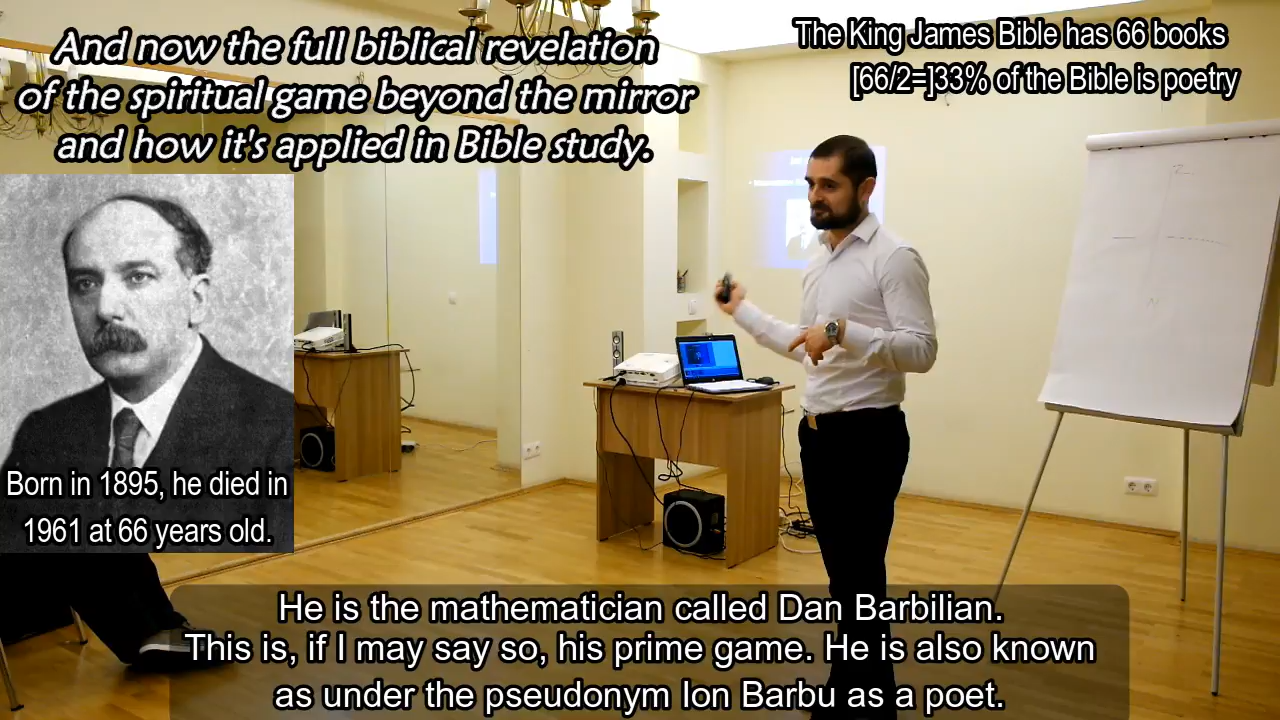 And now the full biblical revelation
of the spiritual game beyond the mirror
and how it's applied in Bible study.
The King James Bible has 66 books
[66/2=]33% of the Bible is poetry
Born in 1895, he died in
1961 at 66 years old.
He is the mathematician called Dan Barbilian.
This is, if I may say so, his prime game. He is also known
as under the pseudonym Ion Barbu as a poet.